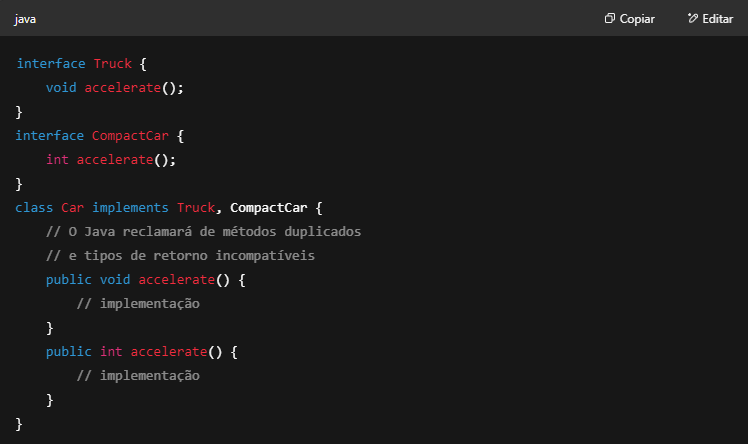 java
Copiar
Editar
interface Truck {
    void accelerate();
}
interface CompactCar {
    int accelerate();
}
class Car implements Truck, CompactCar {
    // O Java reclamará de métodos duplicados
    // e tipos de retorno incompatíveis
    public void accelerate() {
        // implementação
    }
    public int accelerate() {
        // implementação
    }
}